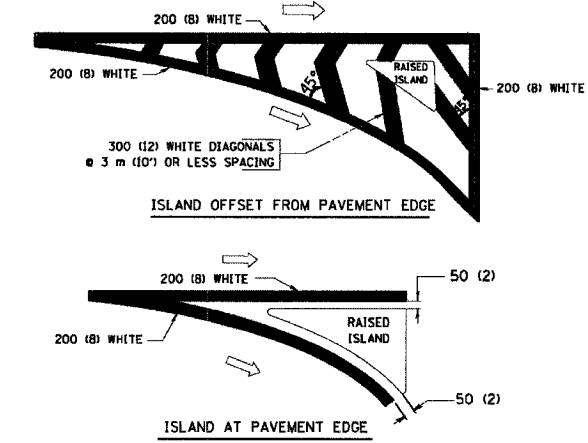 200 (8) WHITE
200 (8) WHITE
RAISED
ISLAND
45°
45°
200 (8) WHITE
300 (12) WHITE DIAGONALS
@ 3 m (10') OR LESS SPACING
ISLAND OFFSET FROM PAVEMENT EDGE
200 (8) WHITE
50 (2)
RAISED
ISLAND
200 (8) WHITE
50 (2)
ISLAND AT PAVEMENT EDGE